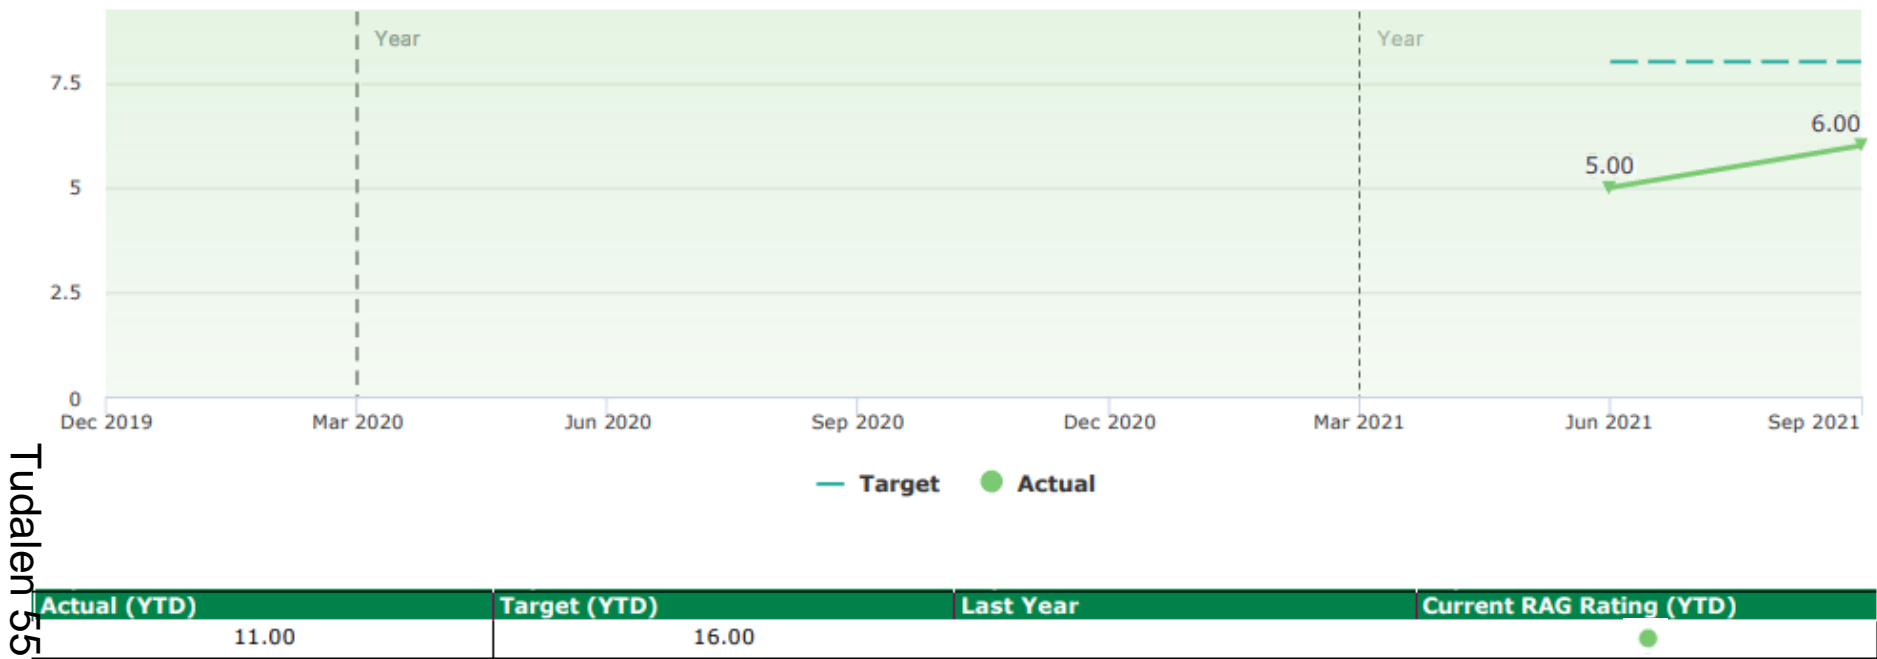 Year
Year
7.5
6.00
5.00
5
2.5
0
Dec 2019 Mar 2020 Jun 2020 Sep 2020 Dec 2020 Mar 2021 Jun 2021 Sep 2021
Target Actual
Tudalen 55
Actual (YTD) Target (YTD) Last Year Current RAG Rating (YTD)
11.00 16.00